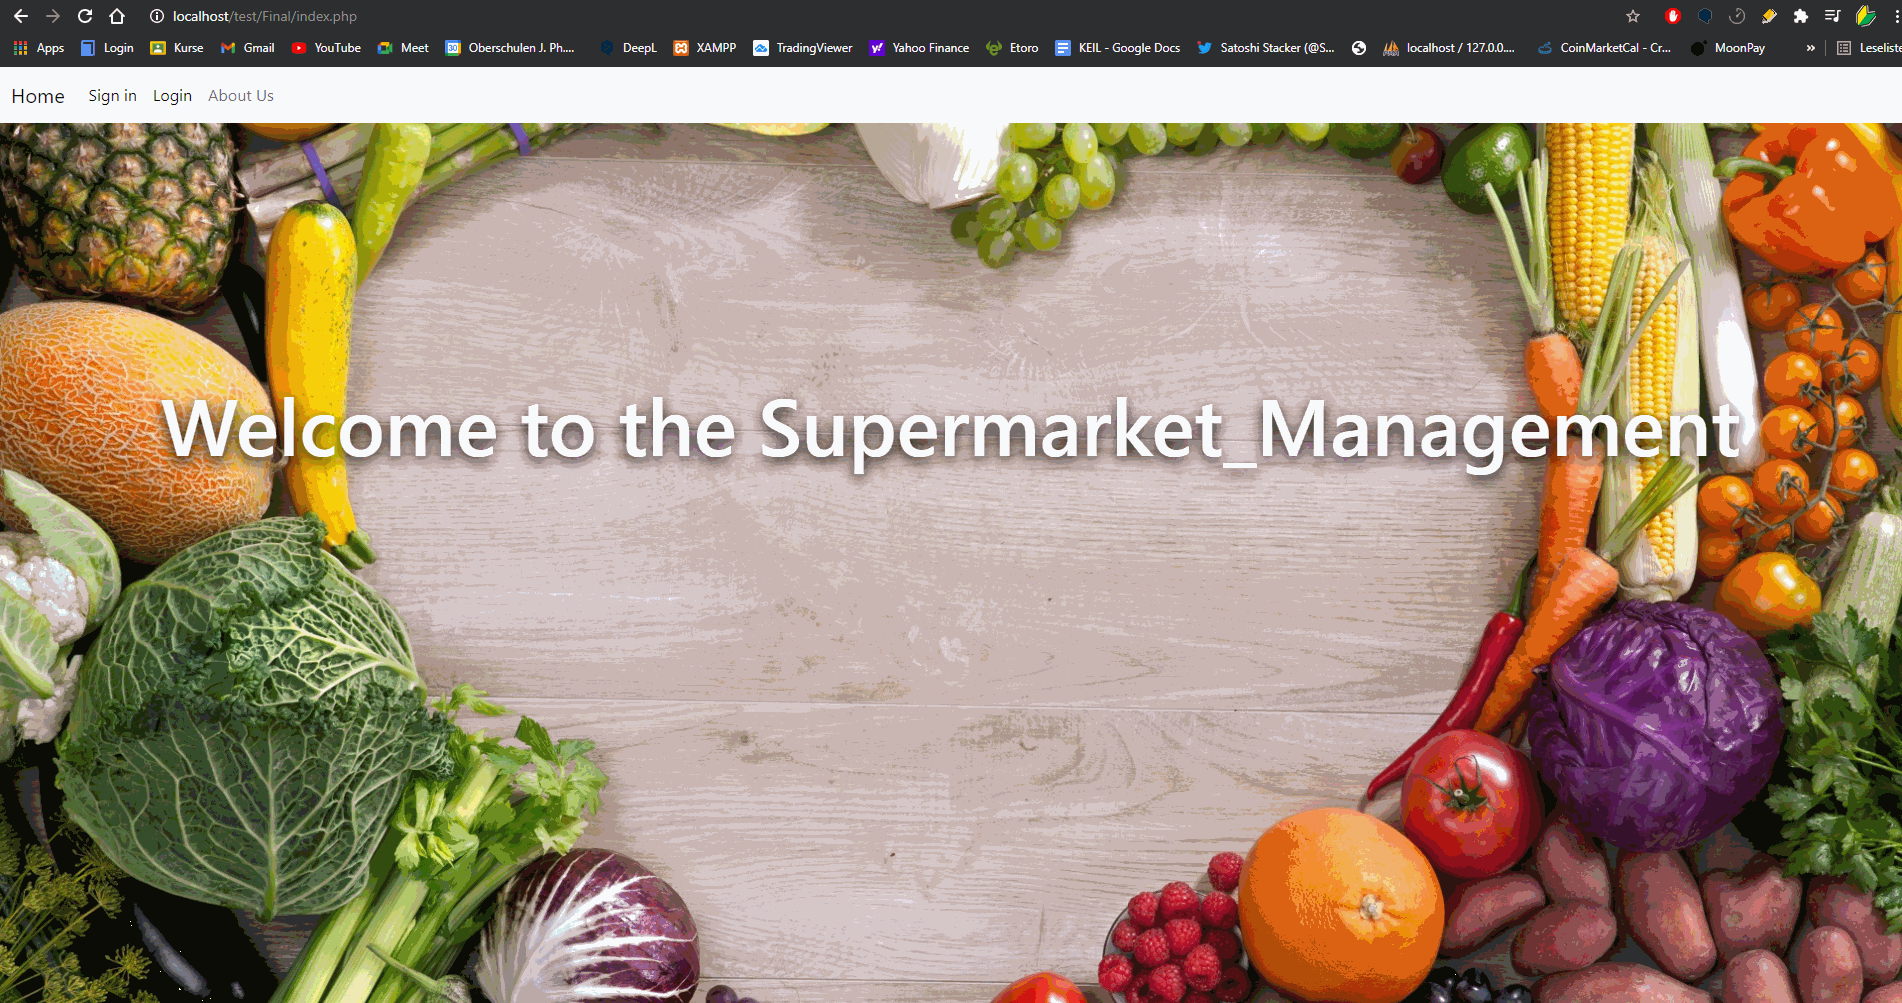 localhost/test/Final/index.php
Apps Login Kurse Gmail YouTube Meet 30 Oberschulen J. Ph.... DeepL XAMPP TradingViewer y! Yahoo Finance Etoro KEIL - Google Docs Satoshi Stacker (@S... localhost / 127.0.0.... CoinMarketCal - Cr... MoonPay » Leseliste
Home Sign in Login About Us
Welcome to the Supermarket_Management